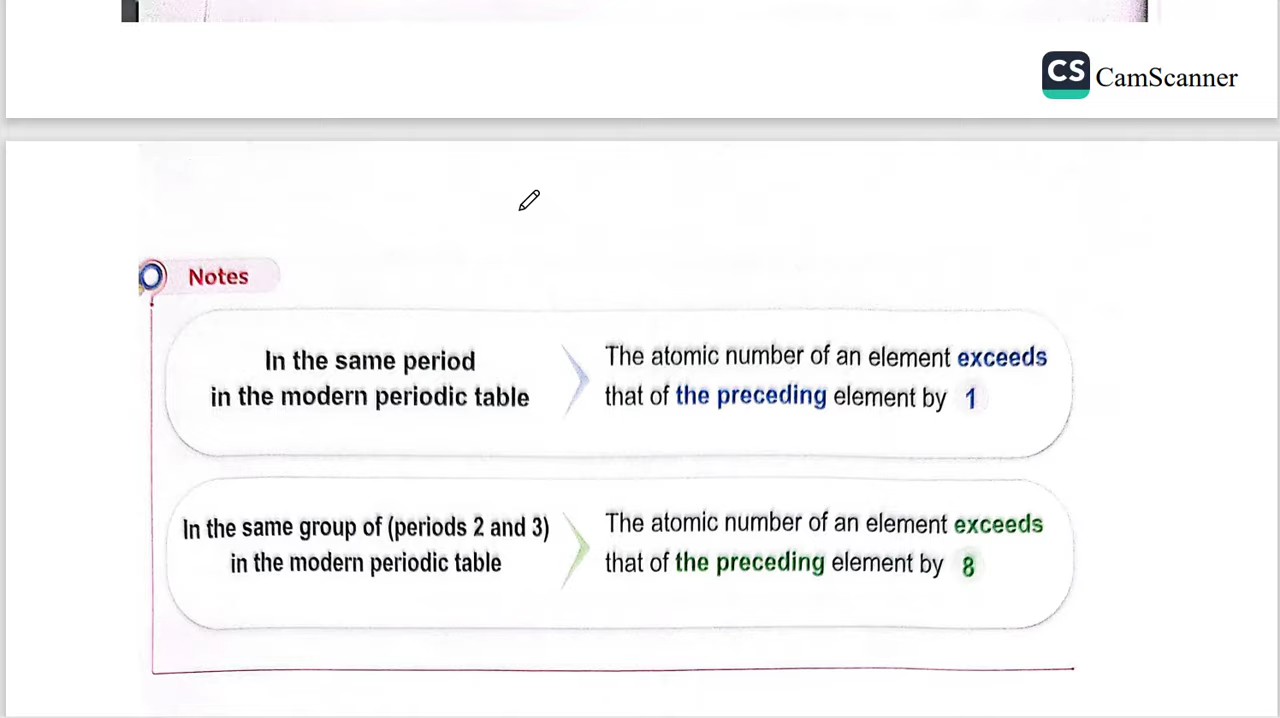 CS CamScanner
Notes
In the same period
in the modern periodic table
The atomic number of an element exceeds
that of the preceding element by 1
In the same group of (periods 2 and 3)
in the modern periodic table
The atomic number of an element exceeds
that of the preceding element by 8